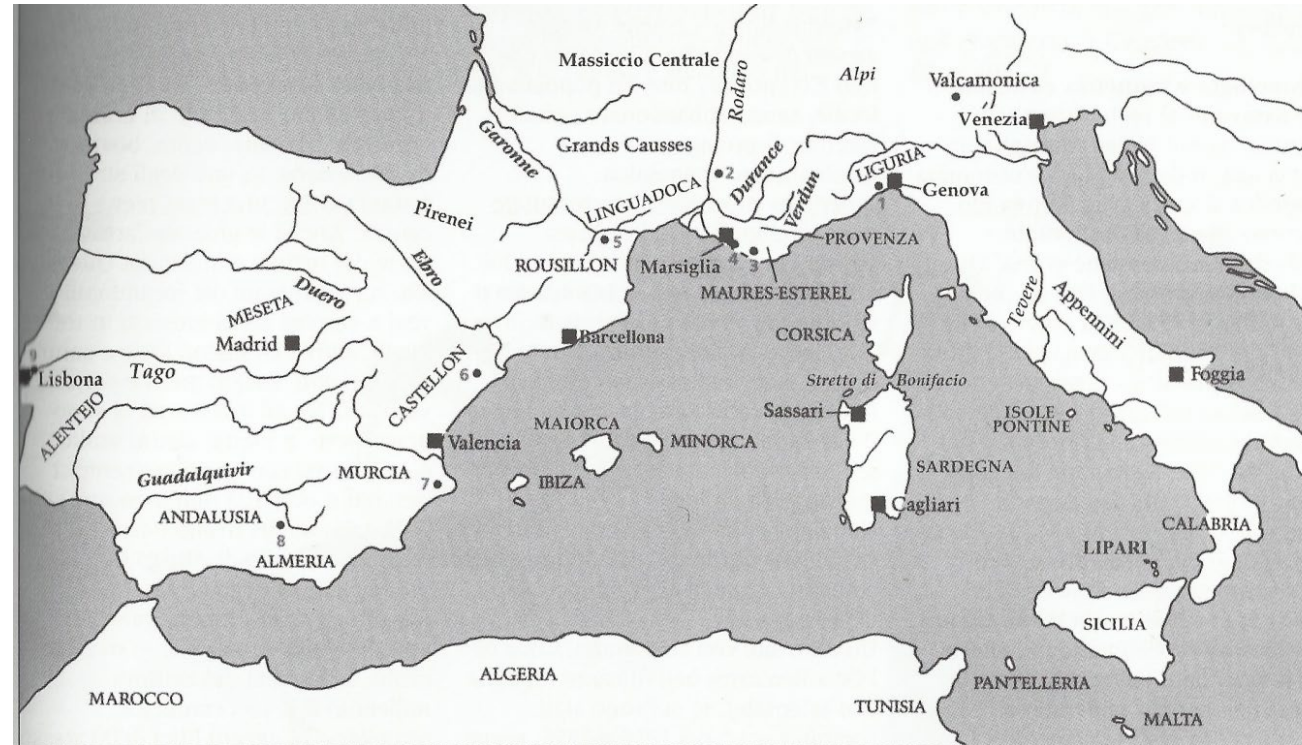 Massiccio Centrale
Rodaro
Alpi
Valcamonica
Venezia
Garonne
Grands Causses
2
Durance
Verdun
LIGURIA
1
Genova
LINGUADOCA
Pirenei
5
ROUSILLON
Marsiglia
4
3
PROVENZA
MAURES-ESTEREL
Ebro
Duero
MESETA
Madrid
Barcellona
CORSICA
Tevere
Appennini
Foggia
9
Lisbona
Tago
ALENTEJO
6
CASTELLON
Stretto di Bonifacio
Sassari
ISOLE
PONTINE
MAIORCA
MINORCA
Valencia
SARDEGNA
Guadalquivir
MURCIA
7
IBIZA
Cagliari
ANDALUSIA
8
ALMERIA
CALABRIA
LIPARI
SICILIA
ALGERIA
MAROCCO
TUNISIA
PANTELLERIA
MALTA